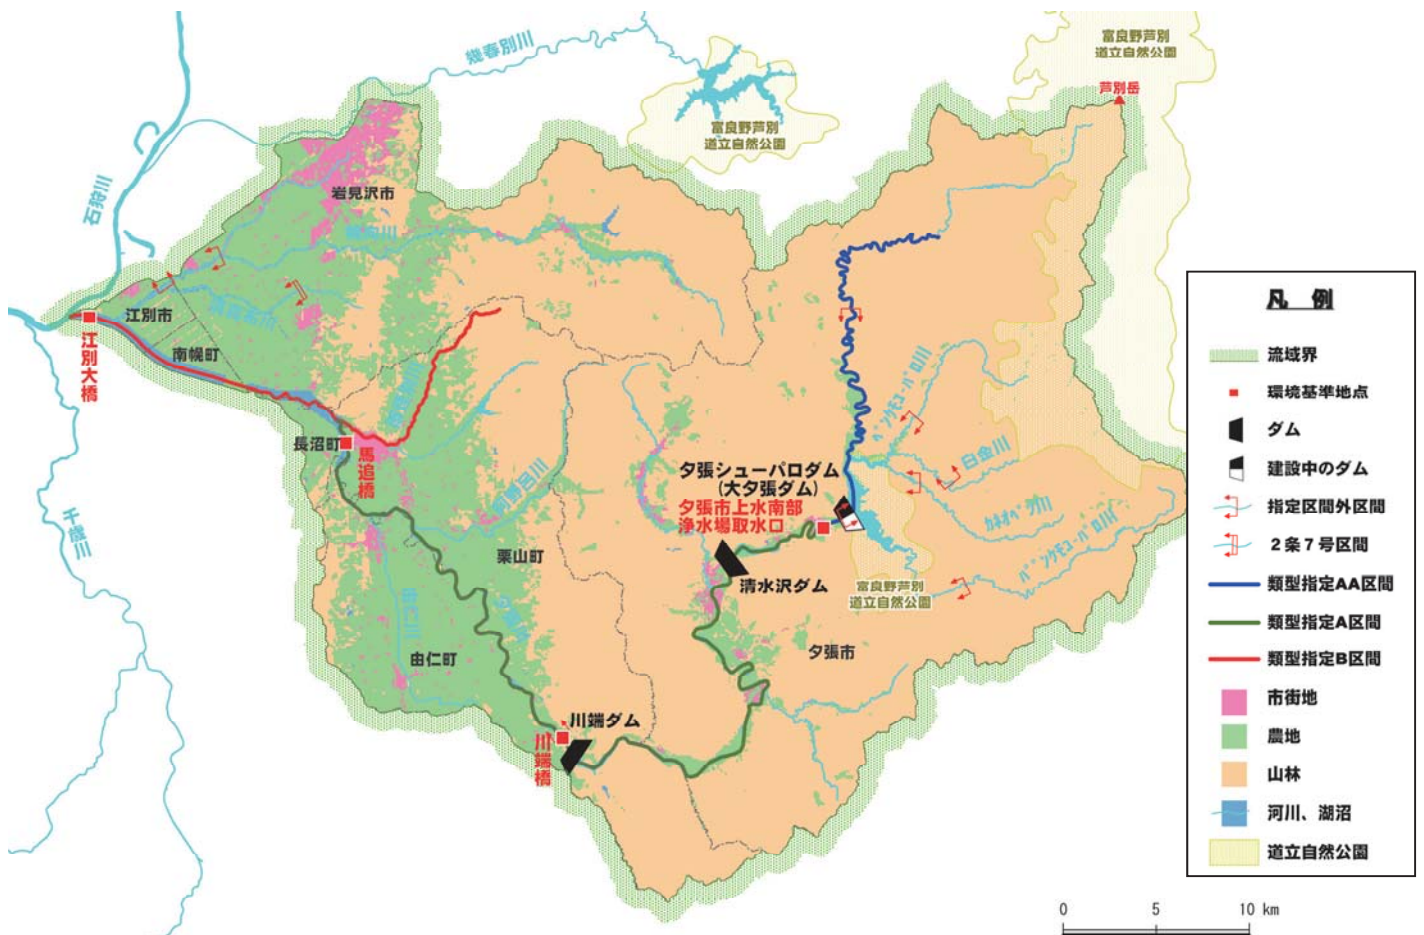 幾春別川
富良野芦別
道立自然公園
芦別岳
富良野芦別
道立自然公園
石狩川
岩見沢市
江別市
南幌町
江別大橋
長沼町
馬追橋
千歳川
阿野呂川
栗山町
由仁川
由仁町
夕張川
夕張シューパロダム
(大夕張ダム)
夕張市上水南部
浄水場取水口
清水沢ダム
白金川
富良野芦別
道立自然公園
夕張市
川端ダム
川端橋
凡 例
流域界
環境基準地点
ダム
建設中のダム
指定区間外区間
２条７号区間
類型指定AA区間
類型指定A区間
類型指定B区間
市街地
農地
山林
河川、湖沼
道立自然公園
0 5 10 km